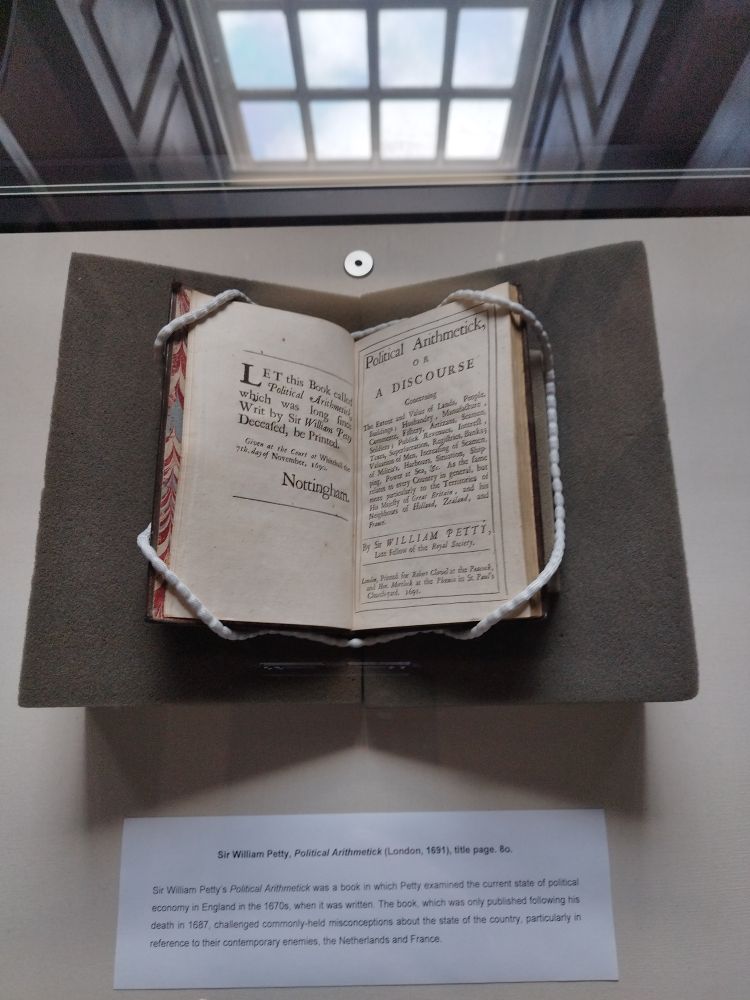 LET this Book called
Political Arithmetick,
which was long since
Writ by Sir William Petty
Deceased, be Printed.
Given at the Court at Whitehall the
7th. day of November, 1690.
Nottingham.
Political Arithmetick,
OR
A DISCOURSE
Concerning
The Extent and Value of Lands, People,
Buildings; Husbandry, Manufacture,
Commerce, Fishery, Artizans, Seamen,
Soldiers; Publick Revenues, Interest,
Taxes, Superlucration, Registries, Banks;
Valuation of Men, Increasing of Seamen,
of Militia's, Harbours, Situation, Ship-
ping, Power at Sea, &c. As the same
relates to every Country in general, but
more particularly to the Territories of
His Majesty of Great Britain, and his
Neighbours of Holland, Zealand, and
France.
By Sir WILLIAM PETTY,
Late Fellow of the Royal Society.
London, Printed for Robert Clavel at the Peacock,
and Hen. Mortlock at the Phœnix in St. Paul's
Church-yard. 1691.
Sir William Petty, Political Arithmetick (London, 1691), title page. 8o.
Sir William Petty's Political Arithmetick was a book in which Petty examined the current state of political
economy in England in the 1670s, when it was written. The book, which was only published following his
death in 1687, challenged commonly-held misconceptions about the state of the country, particularly in
reference to their contemporary enemies, the Netherlands and France.